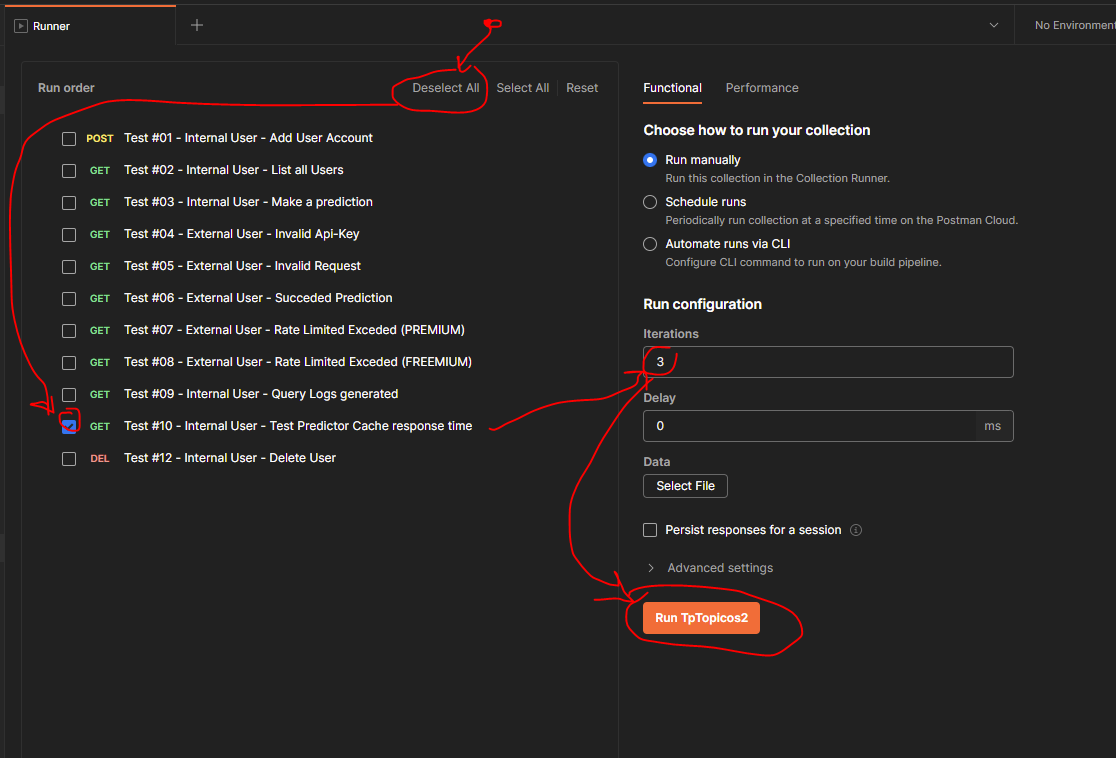 Runner
No Environment
Run order
Deselect All
Select All
Reset
POST Test #01 - Internal User - Add User Account
GET Test #02 - Internal User - List all Users
GET Test #03 - Internal User - Make a prediction
GET Test #04 - External User - Invalid Api-Key
GET Test #05 - External User - Invalid Request
GET Test #06 - External User - Succeded Prediction
GET Test #07 - External User - Rate Limited Exceded (PREMIUM)
GET Test #08 - External User - Rate Limited Exceded (FREEMIUM)
GET Test #09 - Internal User - Query Logs generated
GET Test #10 - Internal User - Test Predictor Cache response time
DEL Test #12 - Internal User - Delete User
Functional
Performance
Choose how to run your collection
Run manually
Run this collection in the Collection Runner.
Schedule runs
Periodically run collection at a specified time on the Postman Cloud.
Automate runs via CLI
Configure CLI command to run on your build pipeline.
Run configuration
Iterations
3
Delay
0 ms
Data
Select File
Persist responses for a session
Advanced settings
Run TpTopicos2